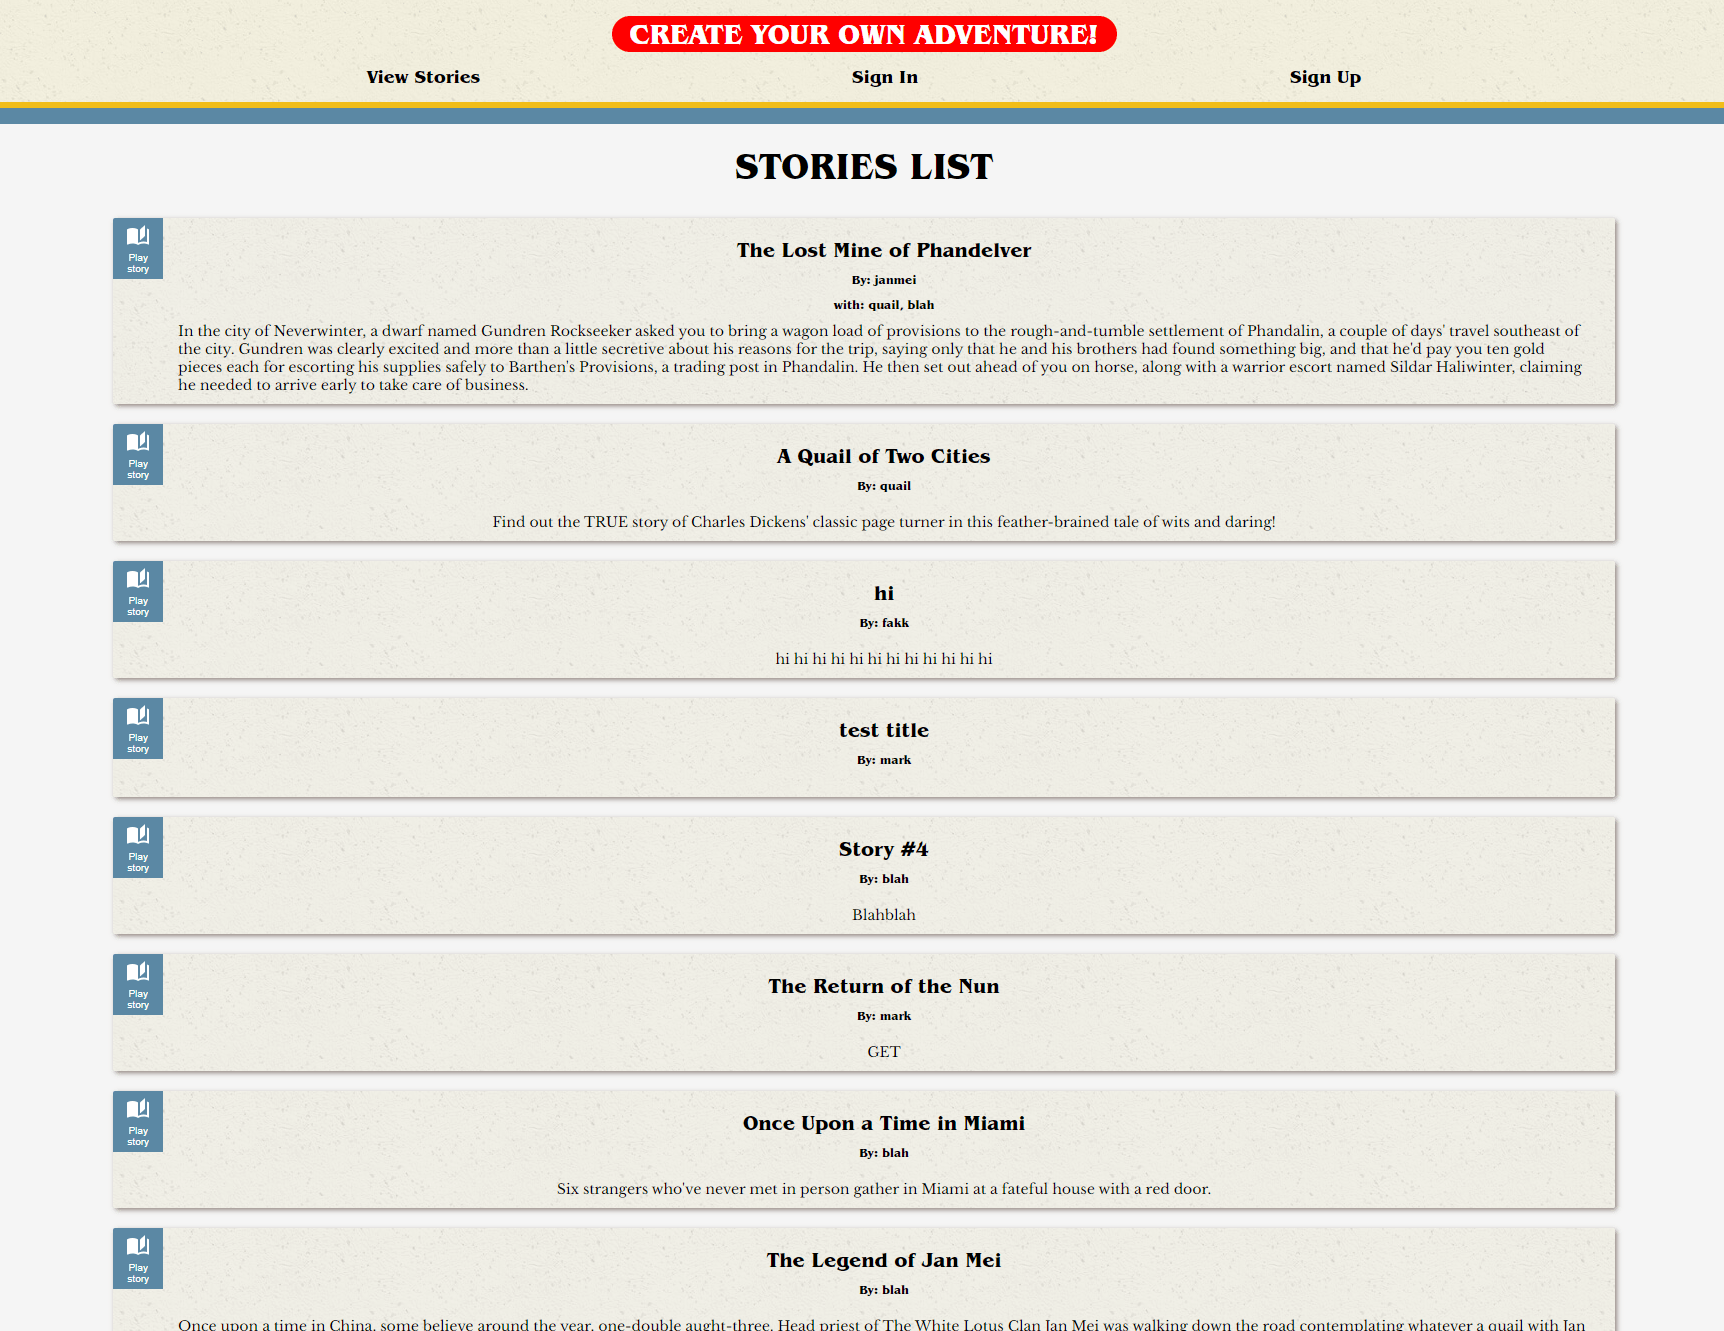 CREATE YOUR OWN ADVENTURE!
View Stories Sign In Sign Up
STORIES LIST
Play
story
The Lost Mine of Phandelver
By: janmei
with: quail, blah
In the city of Neverwinter, a dwarf named Gundren Rockseeker asked you to bring a wagon load of provisions to the rough-and-tumble settlement of Phandalin, a couple of days' travel southeast of
the city. Gundren was clearly excited and more than a little secretive about his reasons for the trip, saying only that he and his brothers had found something big, and that he'd pay you ten gold
pieces each for escorting his supplies safely to Barthen's Provisions, a trading post in Phandalin. He then set out ahead of you on horse, along with a warrior escort named Sildar Haliwinter, claiming
he needed to arrive early to take care of business.
Play
story
A Quail of Two Cities
By: quail
Find out the TRUE story of Charles Dickens' classic page turner in this feather-brained tale of wits and daring!
Play
story
hi
By: fakk
hi hi hi hi hi hi hi hi hi hi hi hi
Play
story
test title
By: mark
Play
story
Story #4
By: blah
Blahblah
Play
story
The Return of the Nun
By: mark
GET
Play
story
Once Upon a Time in Miami
By: blah
Six strangers who've never met in person gather in Miami at a fateful house with a red door.
Play
story
The Legend of Jan Mei
By: blah
Once upon a time in China, some believe around the year, one-double aught-three. Head priest of The White Lotus Clan Jan Mei was walking down the road contemplating whatever a quail with Jan